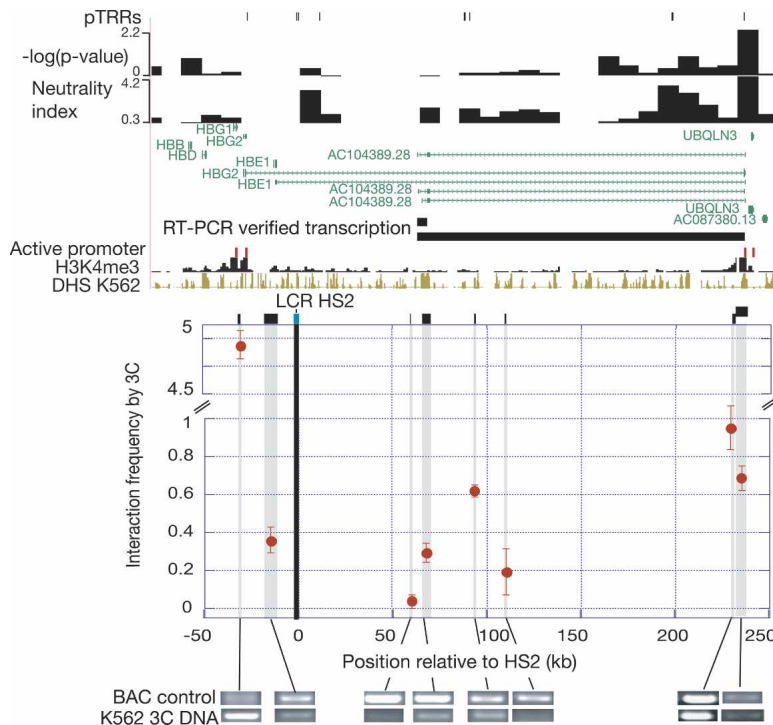 pTRRs
2.2
-log(p-value)
0
4.2
Neutrality
index
0.3
HBG1
HBG2
UBQLN3
HBB
HBD
HBE1
AC104389.28
HBG2
HBE1
AC104389.28
AC104389.28
UBQLN3
AC087380.13
RT-PCR verified transcription
Active promoter
H3K4me3
DHS K562
LCR HS2
5
4.5
1
0.8
0.6
0.4
0.2
0
Interaction frequency by 3C
-50 0 50 100 150 200 250
Position relative to HS2 (kb)
BAC control
K562 3C DNA